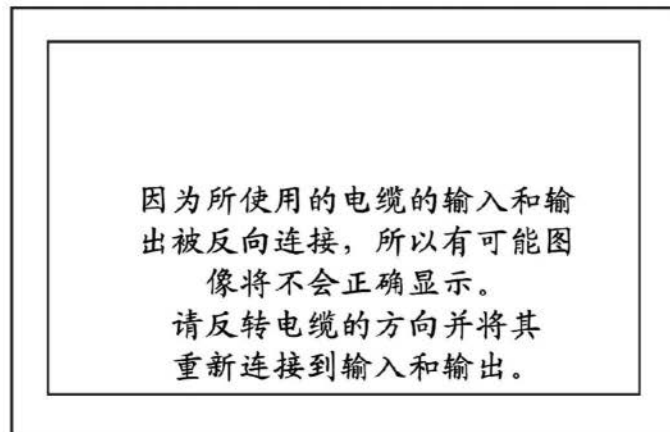 因为所使用的电缆的输入和输
出被反向连接，所以有可能图
像将不会正确显示。
请反转电缆的方向并将其
重新连接到输入和输出。